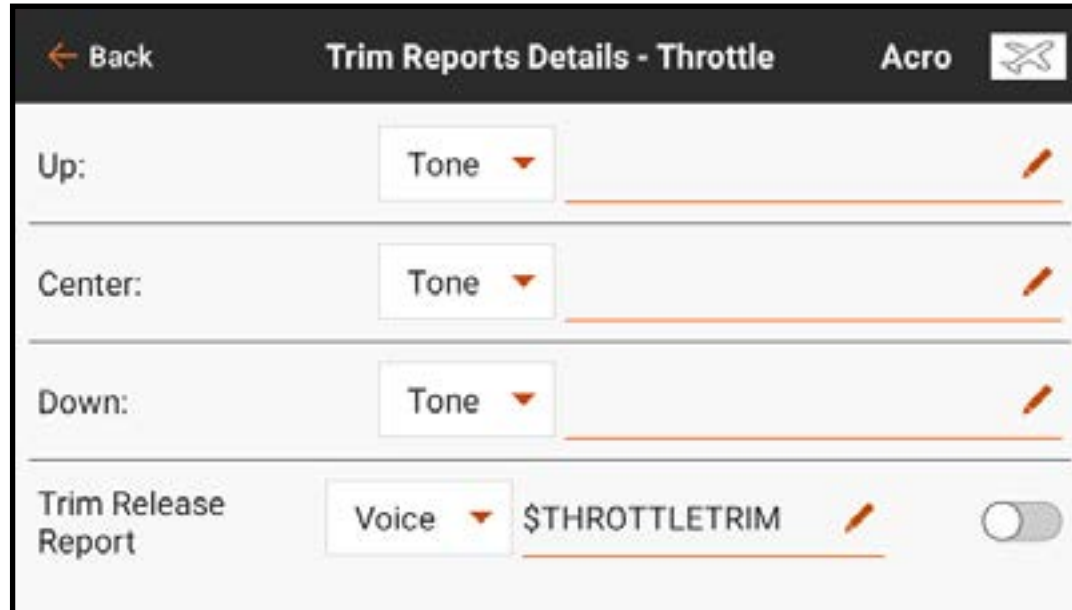 Back Trim Reports Details - Throttle Acro
Up: Tone
Center: Tone
Down: Tone
Trim Release
Report Voice $THROTTLETRIM